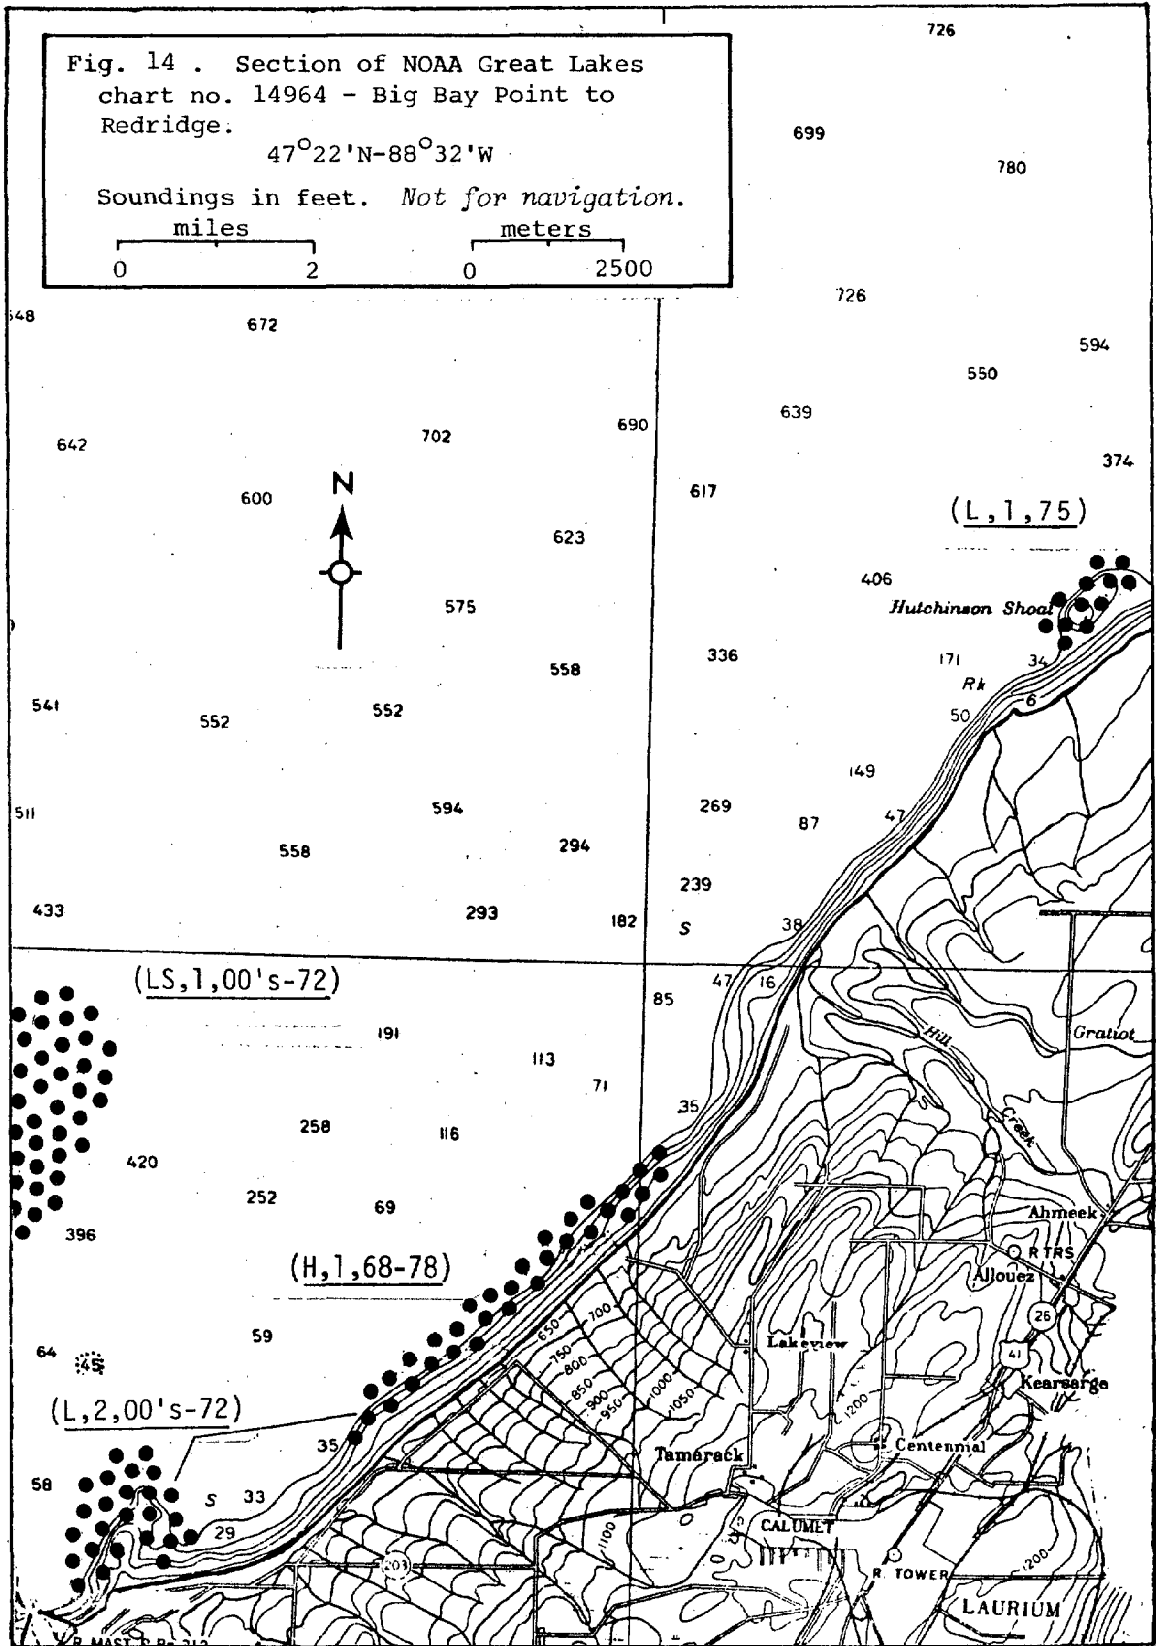 726
Fig. 14 . Section of NOAA Great Lakes
chart no. 14964 - Big Bay Point to
Redridge.
47°22'N-88°32'W
Soundings in feet. Not for navigation.
miles meters
0 2 0 2500
699
780
726
672
594
550
639
690
702
642
374
617
600
N
(L,1,75)
623
406
575
Hutchinson Shoal
336
171
34
558
Rk
6
541
552
552
50
149
594
269
511
87
47
558
294
239
433
293
182
S
38
(LS,1,00's-72)
47
16
85
191
Hill
Gratiot
113
71
35
258
116
Creek
420
252
69
Ahmeek
396
R TRS
Allouez
(H,1,68-78)
26
650
700
59
Lakeview
41
64
45
750
800
850
900
950
1000
1050
Kearsarge
(L,2,00's-72)
1200
35
Centennial
Tamarack
58
S
33
29
1100
CALUMET
203
R. TOWER
1200
LAURIUM